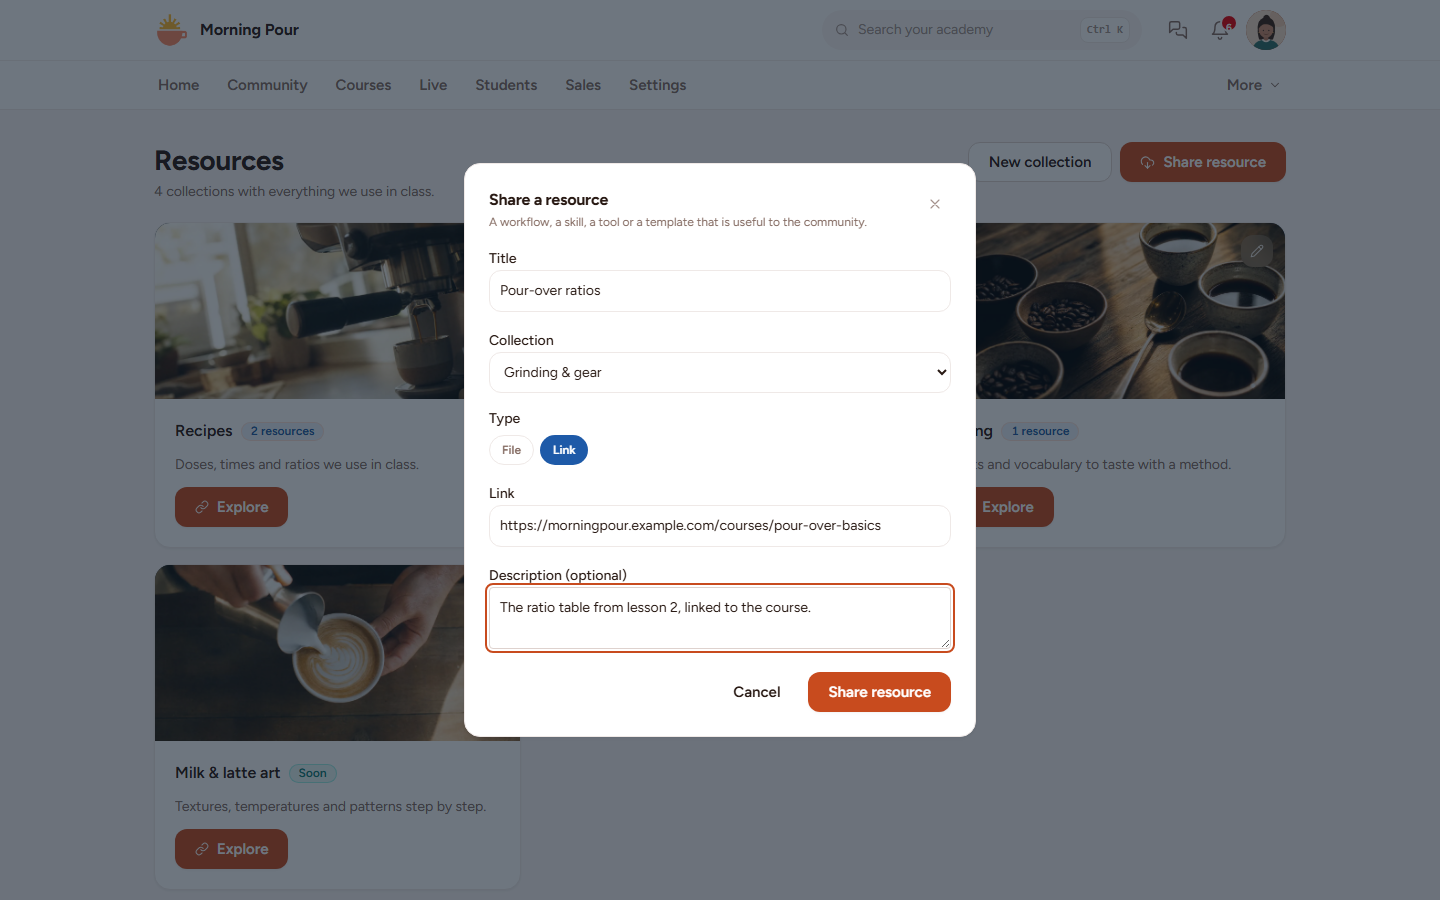 Morning Pour
Search your academy
Ctrl K
6
Home
Community
Courses
Live
Students
Sales
Settings
More
Resources
4 collections with everything we use in class.
New collection
Share resource
Share a resource
A workflow, a skill, a tool or a template that is useful to the community.
Title
Pour-over ratios
Collection
Grinding & gear
Type
File
Link
Link
https://morningpour.example.com/courses/pour-over-basics
Description (optional)
The ratio table from lesson 2, linked to the course.
Cancel
Share resource
Recipes
2 resources
Doses, times and ratios we use in class.
Explore
1 resource
and vocabulary to taste with a method.
Explore
Milk & latte art
Soon
Textures, temperatures and patterns step by step.
Explore